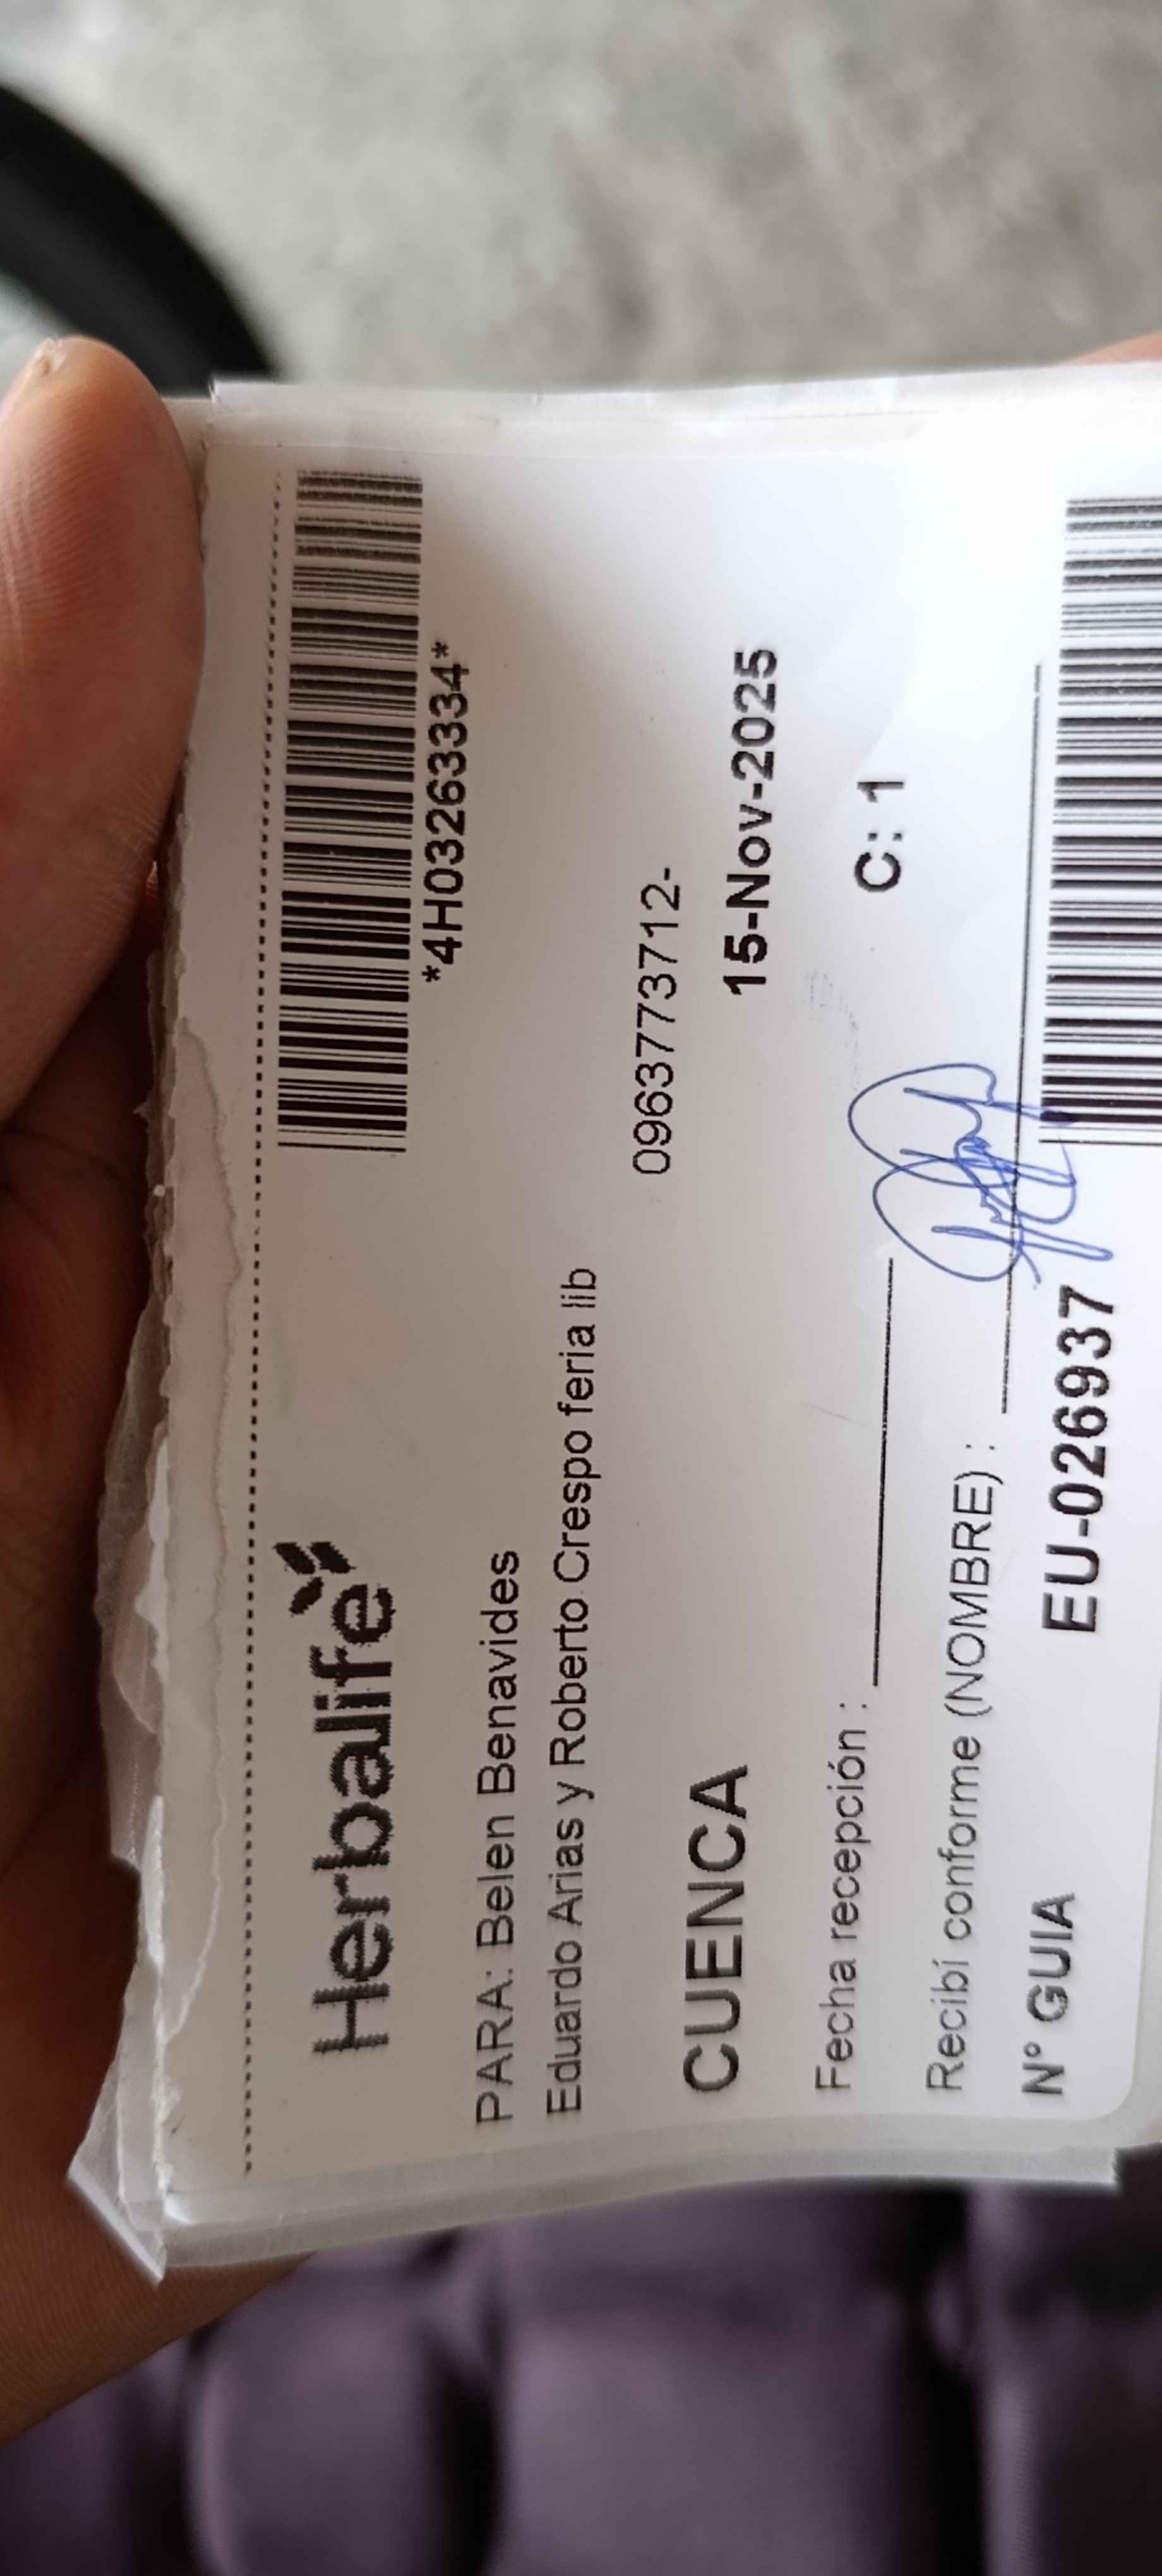 Herbalife
*4H03263334*
PARA: Belen Benavides
Eduardo Arias y Roberto Crespo feria lib
0963773712-
CUENCA
15-Nov-2025
Fecha recepción :
C: 1
Recibí conforme (NOMBRE) :
N° GUIA
EU-026937